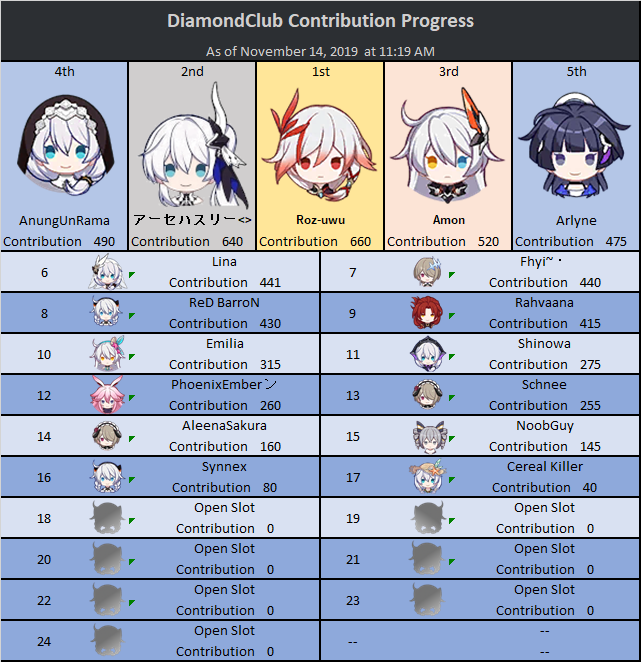 DiamondClub Contribution Progress
As of November 14, 2019 at 11:19 AM
4th 2nd 1st 3rd 5th
AnungUnRama アーセハスリー<> Roz-uwu Amon Arlyne
Contribution 490 Contribution 640 Contribution 660 Contribution 520 Contribution 475
6 Lina 7 Fhyi~・
Contribution 441 Contribution 440
8 ReD BarroN 9 Rahvaana
Contribution 430 Contribution 415
10 Emilia 11 Shinowa
Contribution 315 Contribution 275
12 PhoenixEmberン 13 Schnee
Contribution 260 Contribution 255
14 AleenaSakura 15 NoobGuy
Contribution 160 Contribution 145
16 Synnex 17 Cereal Killer
Contribution 80 Contribution 40
18 Open Slot 19 Open Slot
Contribution 0 Contribution 0
20 Open Slot 21 Open Slot
Contribution 0 Contribution 0
22 Open Slot 23 Open Slot
Contribution 0 Contribution 0
24 Open Slot -- --
Contribution 0 --